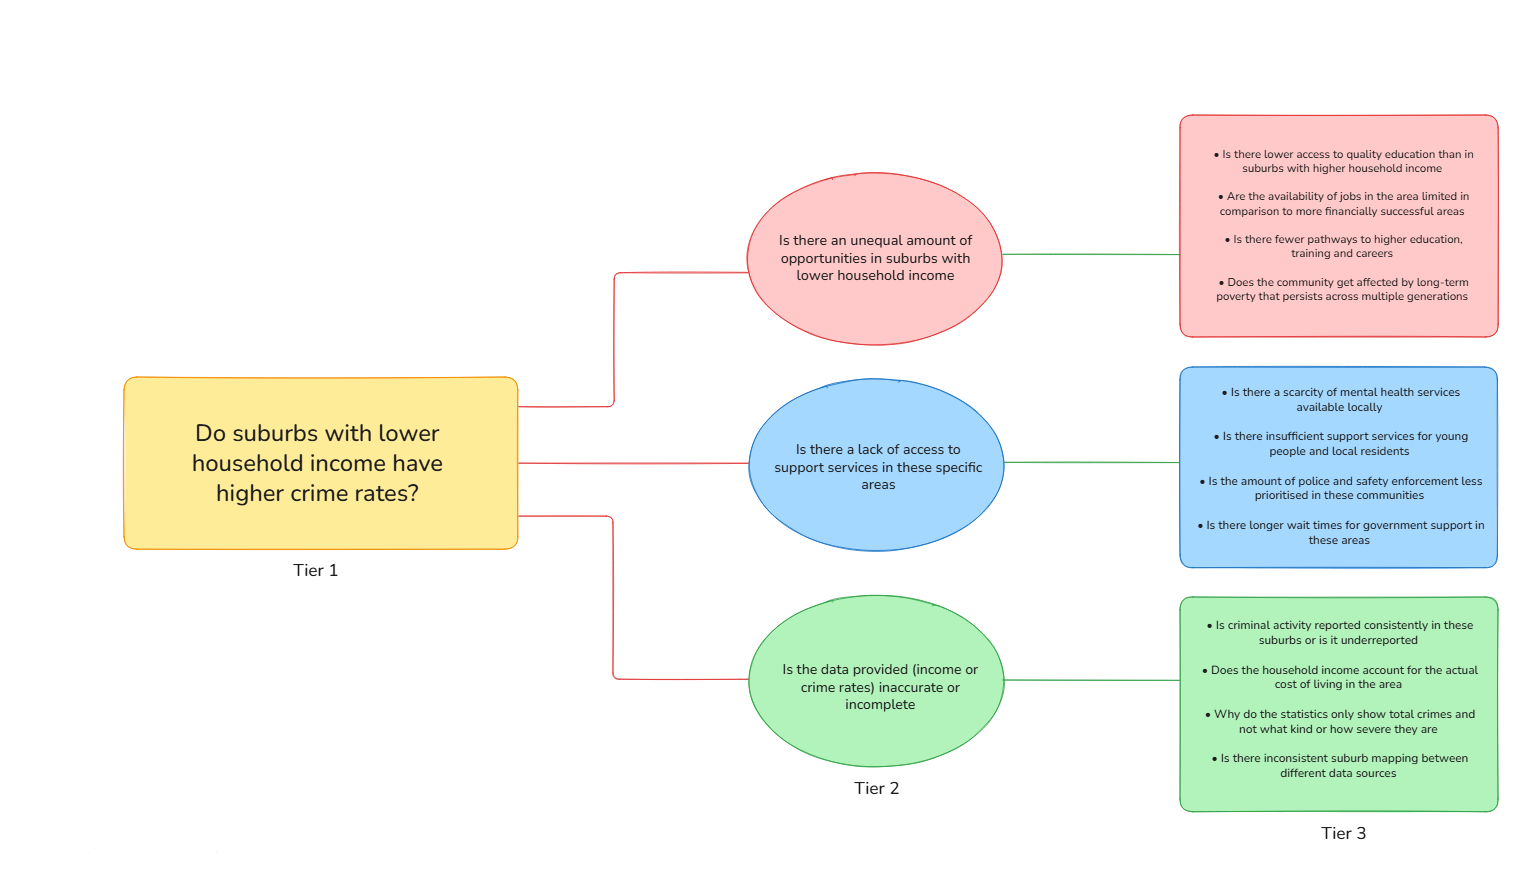 Do suburbs with lower
household income have
higher crime rates?
Tier 1
Is there an unequal amount of
opportunities in suburbs with
lower household income
Is there a lack of access to
support services in these specific
areas
Is the data provided (income or
crime rates) inaccurate or
incomplete
Tier 2
• Is there lower access to quality education than in
suburbs with higher household income
• Are the availability of jobs in the area limited in
comparison to more financially successful areas
• Is there fewer pathways to higher education,
training and careers
• Does the community get affected by long-term
poverty that persists across multiple generations
• Is there a scarcity of mental health services
available locally
• Is there insufficient support services for young
people and local residents
• Is the amount of police and safety enforcement less
prioritised in these communities
• Is there longer wait times for government support in
these areas
• Is criminal activity reported consistently in these
suburbs or is it underreported
• Does the household income account for the actual
cost of living in the area
• Why do the statistics only show total crimes and
not what kind or how severe they are
• Is there inconsistent suburb mapping between
different data sources
Tier 3